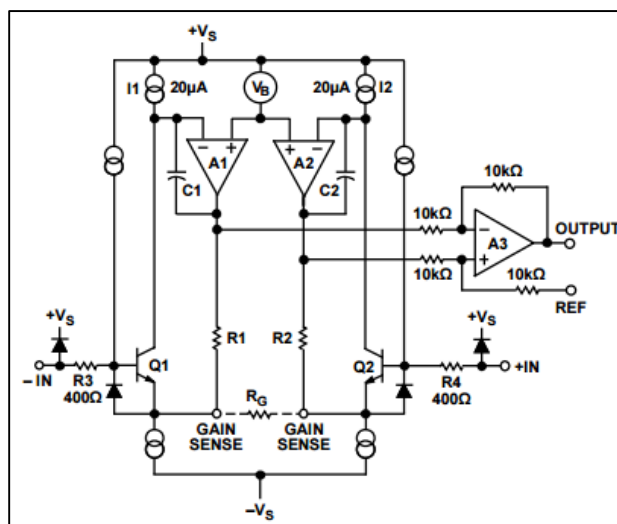 +VS
I1 20µA VB 20µA I2
− + + −
A1 A2
C1 C2
10kΩ
10kΩ − OUTPUT
A3
10kΩ + 10kΩ
REF
+VS R1 R2 +VS
− IN R3 Q1 Q2 R4 +IN
400Ω RG 400Ω
GAIN GAIN
SENSE SENSE
−VS